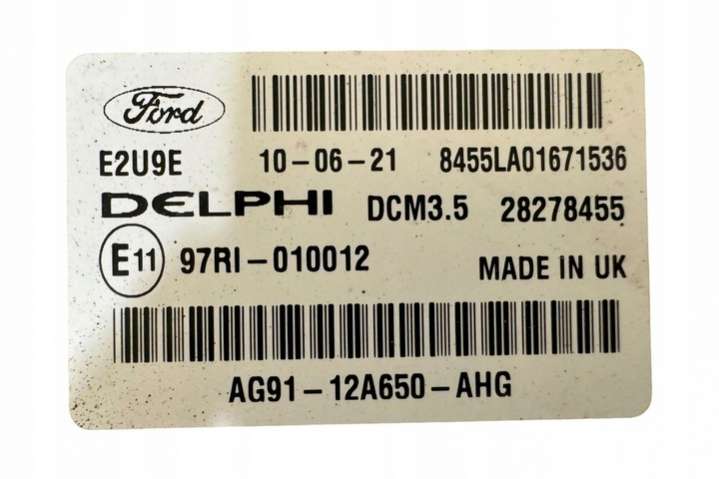 Ford
E2U9E 10-06-21 8455LA01671536
DELPHI DCM3.5 28278455
E11 97RI-010012 MADE IN UK
AG91-12A650-AHG